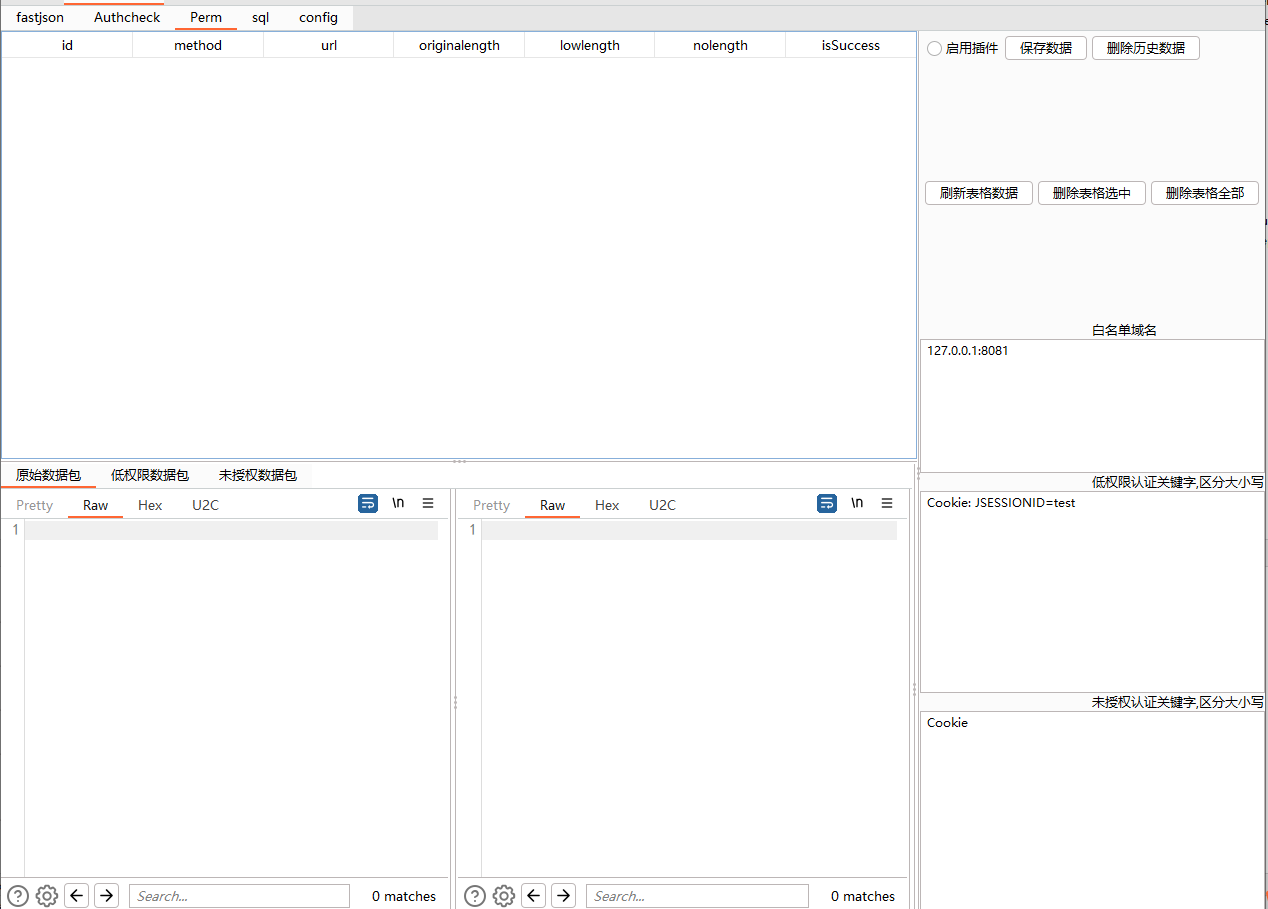 fastjson Authcheck Perm sql config
id method url originalength lowlength nolength isSuccess
启用插件 保存数据 删除历史数据
刷新表格数据 删除表格选中 删除表格全部
白名单域名
127.0.0.1:8081
原始数据包 低权限数据包 未授权数据包
低权限认证关键字,区分大小写
Cookie: JSESSIONID=test
Pretty Raw Hex U2C \n
1
Pretty Raw Hex U2C \n
1
未授权认证关键字,区分大小写
Cookie
Search... 0 matches
Search... 0 matches